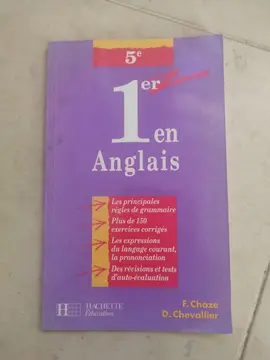 5e
1er
en
Anglais
Les principales
règles de grammaire
Plus de 150
exercices corrigés
Les expressions
du langage courant,
la prononciation
Des révisions et tests
d'auto-évaluation
F. Chaze
D. Chevallier
H HACHETTE
Éducation